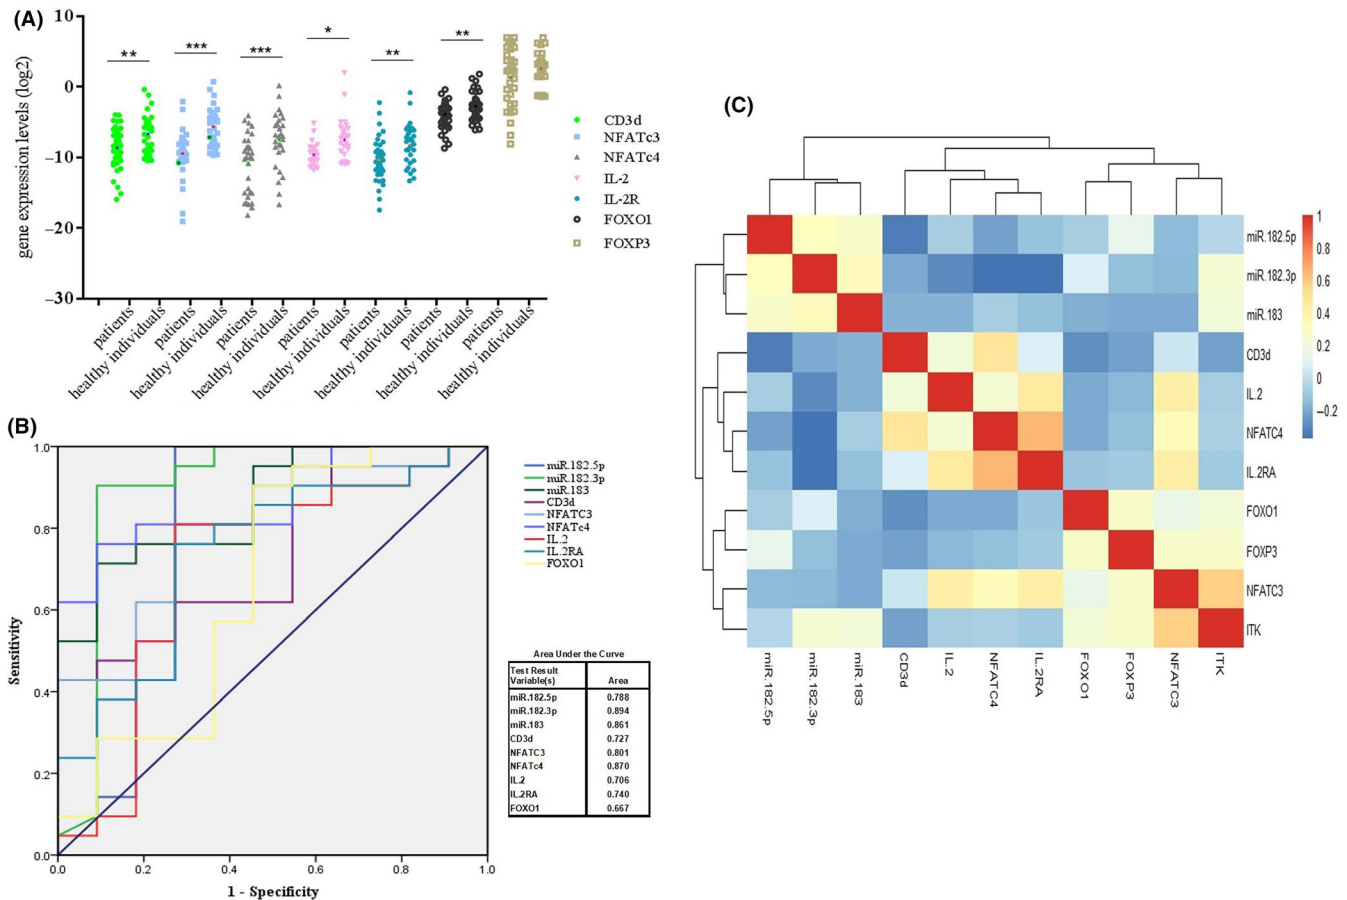 (A)
gene expression levels (log2)
10
0
−10
−20
−30
**
***
***
*
**
**
patients
healthy individuals
patients
healthy individuals
patients
healthy individuals
patients
healthy individuals
patients
healthy individuals
patients
healthy individuals
patients
healthy individuals
CD3d
NFATc3
NFATc4
IL-2
IL-2R
FOXO1
FOXP3
(B)
Sensitivity
1.0
0.8
0.6
0.4
0.2
0.0
0.0
0.2
0.4
0.6
0.8
1.0
1 - Specificity
miR.182.5p
miR.182.3p
miR.183
CD3d
NFATC3
NFATc4
IL.2
IL.2RA
FOXO1
Area Under the Curve
Test Result Variable(s) Area
miR.182.5p 0.788
miR.182.3p 0.894
miR.183 0.861
CD3d 0.727
NFATC3 0.801
NFATc4 0.870
IL.2 0.706
IL.2RA 0.740
FOXO1 0.667
(C)
miR.182.5p
miR.182.3p
miR.183
CD3d
IL.2
NFATC4
IL.2RA
FOXO1
FOXP3
NFATC3
ITK
miR.182.5p
miR.182.3p
miR.183
CD3d
IL.2
NFATC4
IL.2RA
FOXO1
FOXP3
NFATC3
ITK
1
0.8
0.6
0.4
0.2
0
−0.2